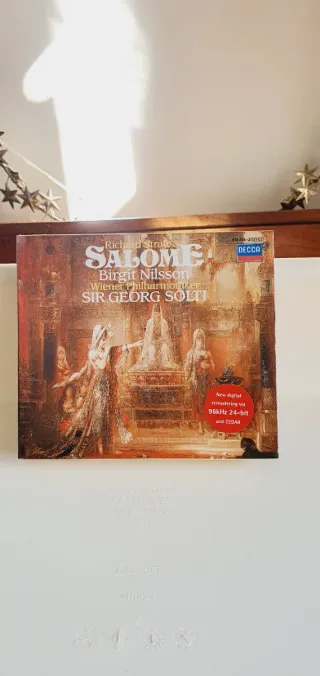 Richard Strauss
SALOME
Birgit Nilsson
Wiener Philharmoniker
SIR GEORG SOLTI
DECCA
New digital
remastering via
96kHz 24-bit
and CEDAR